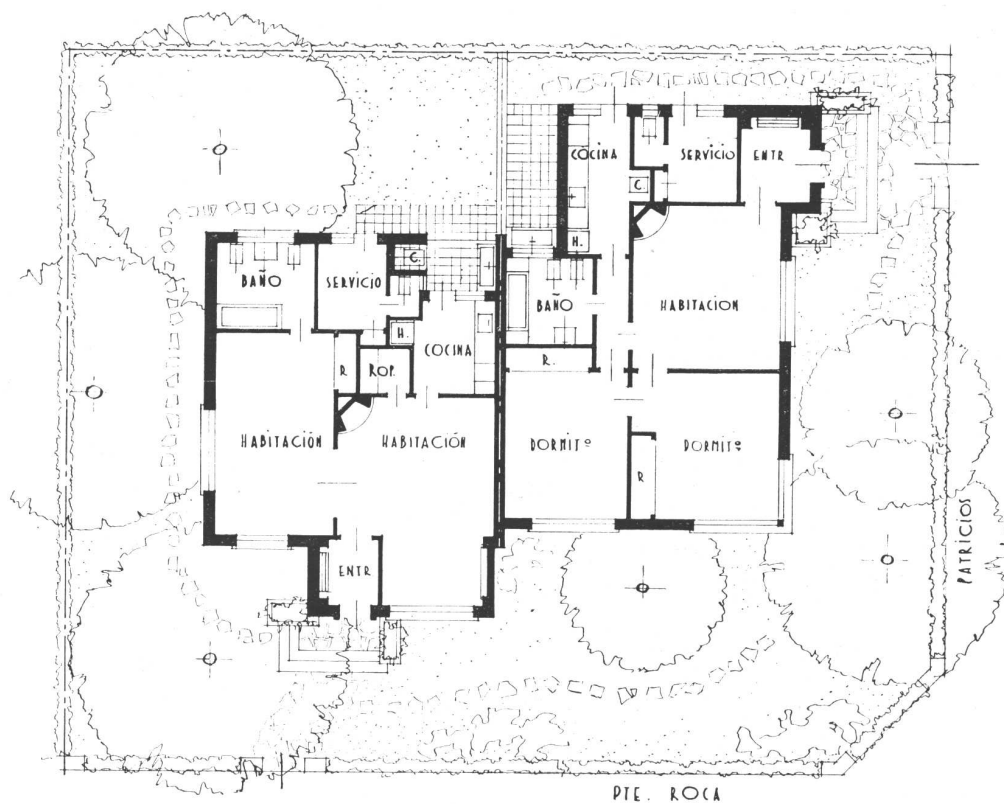 COCINA
SERVICIO
ENTR
C.
H.
BAÑO
HABITACION
R.
DORMITº
DORMITº
R
BAÑO
SERVICIO
C.
H.
COCINA
R.
ROP.
HABITACIÓN
HABITACIÓN
ENTR
PATRICIOS
PTE. ROCA